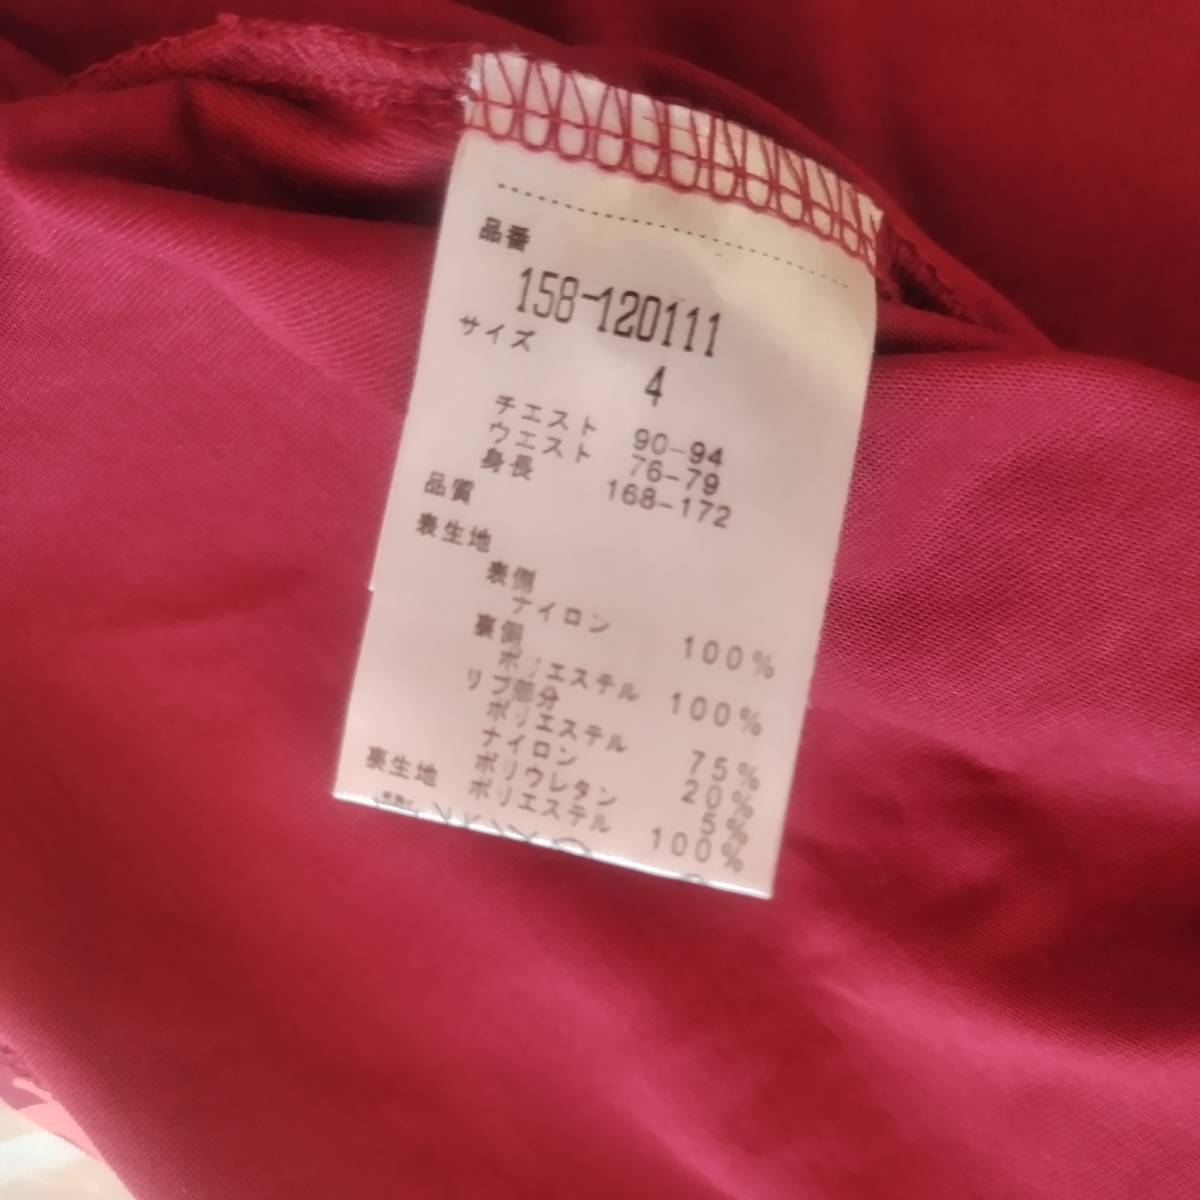 品番
158-120111
サイズ
4
チエスト 90-94
ウエスト 76-79
身長 168-172
品質
表生地
表側
ナイロン 100%
裏側
ポリエステル 100%
リブ部分
ポリエステル 75%
ナイロン 20%
ポリウレタン 5%
裏生地 ポリエステル 100%